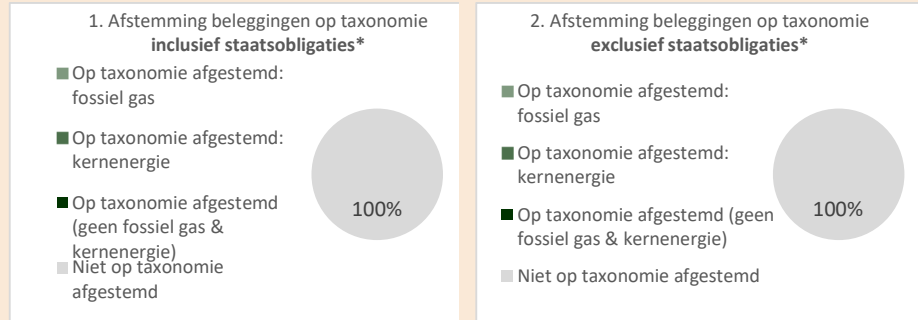 1. Afstemming beleggingen op taxonomie
inclusief staatsobligaties*
Op taxonomie afgestemd:
fossiel gas
Op taxonomie afgestemd:
kernenergie
Op taxonomie afgestemd
(geen fossiel gas &
kernenergie)
Niet op taxonomie
afgestemd
100%
2. Afstemming beleggingen op taxonomie
exclusief staatsobligaties*
Op taxonomie afgestemd:
fossiel gas
Op taxonomie afgestemd:
kernenergie
Op taxonomie afgestemd (geen
fossiel gas & kernenergie)
Niet op taxonomie afgestemd
100%